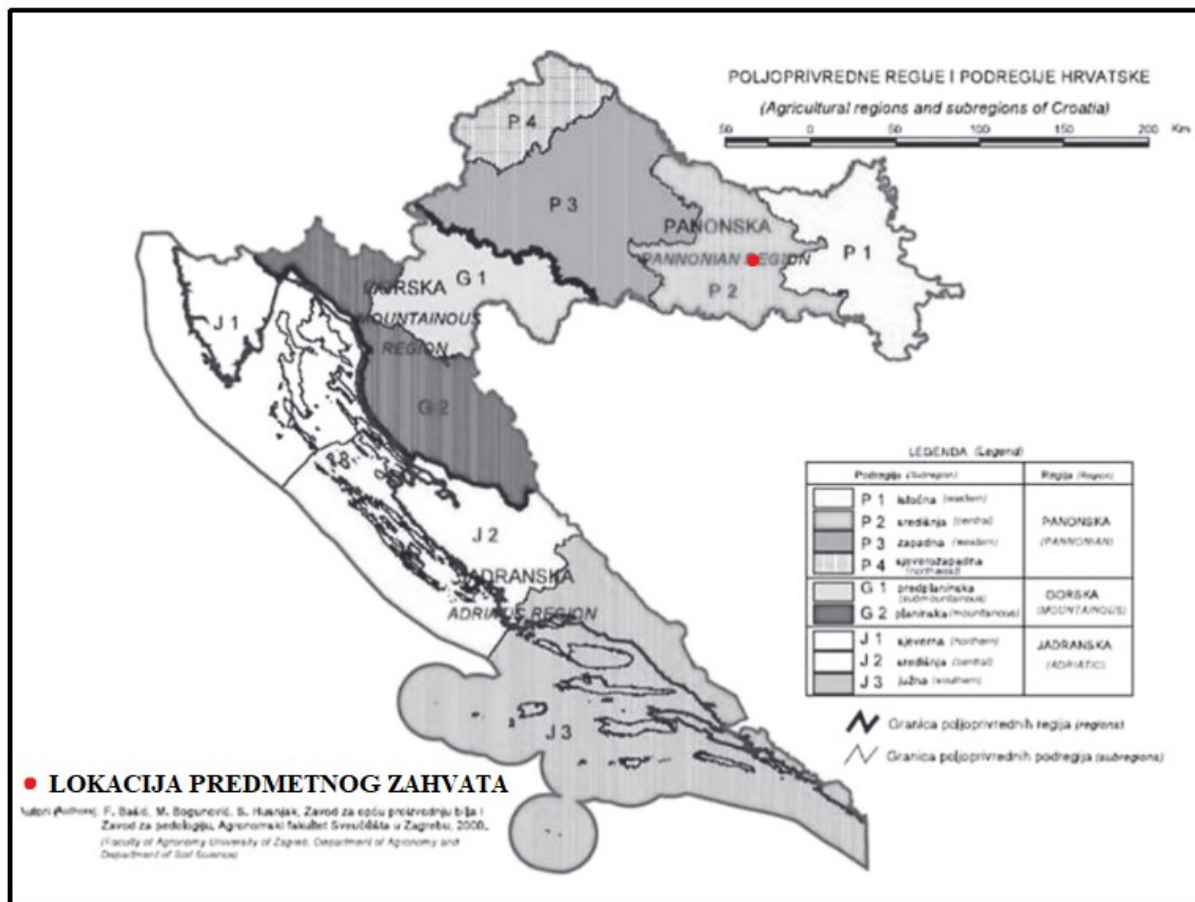 POLJOPRIVREDNE REGIJE I PODREGIJE HRVATSKE
(Agricultural regions and subregions of Croatia)
50 0 50 100 150 200 Km
P 4
P 3
PANONSKA
PANNONIAN REGION
P 2
P 1
GORSKA
G 1
MOUNTAINOUS
REGION
J 1
G 2
J 2
JADRANSKA
ADRIATIC REGION
J 3
LEGENDA (Legend)
Podregija (Subregion) Regija (Region)
P 1 istočna (eastern)
P 2 središnja (central) PANONSKA
P 3 zapadna (western) (PANNONIAN)
P 4 sjeverozapadna
(northwest)
G 1 predplaninska GORSKA
(submountainous)
G 2 planinska (mountainous) (MOUNTAINOUS)
J 1 sjeverna (northern) JADRANSKA
J 2 središnja (central) (ADRIATIC)
J 3 južna (southern)
Granica poljoprivrednih regija (regions)
Granica poljoprivrednih podregija (subregions)
LOKACIJA PREDMETNOG ZAHVATA
Autori (Authors): F. Bašić, M. Bogunović, S. Husnjak, Zavod za opću proizvodnju bilja i
Zavod za pedologiju, Agronomski fakultet Sveučilišta u Zagrebu, 2000.
(Faculty of Agronomy University of Zagreb, Department of Agronomy and
Department of Soil Science)